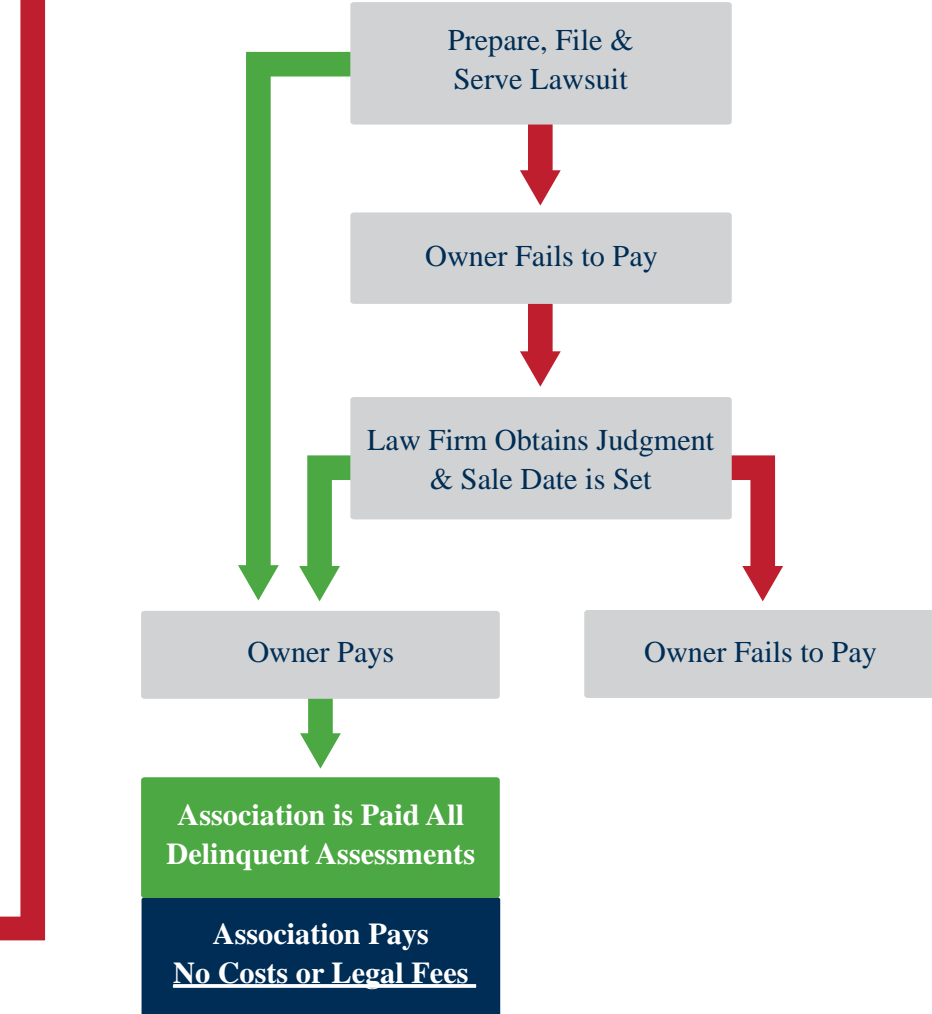 Prepare, File &
Serve Lawsuit
Owner Fails to Pay
Law Firm Obtains Judgment
& Sale Date is Set
Owner Pays
Owner Fails to Pay
Association is Paid All
Delinquent Assessments
Association Pays
No Costs or Legal Fees